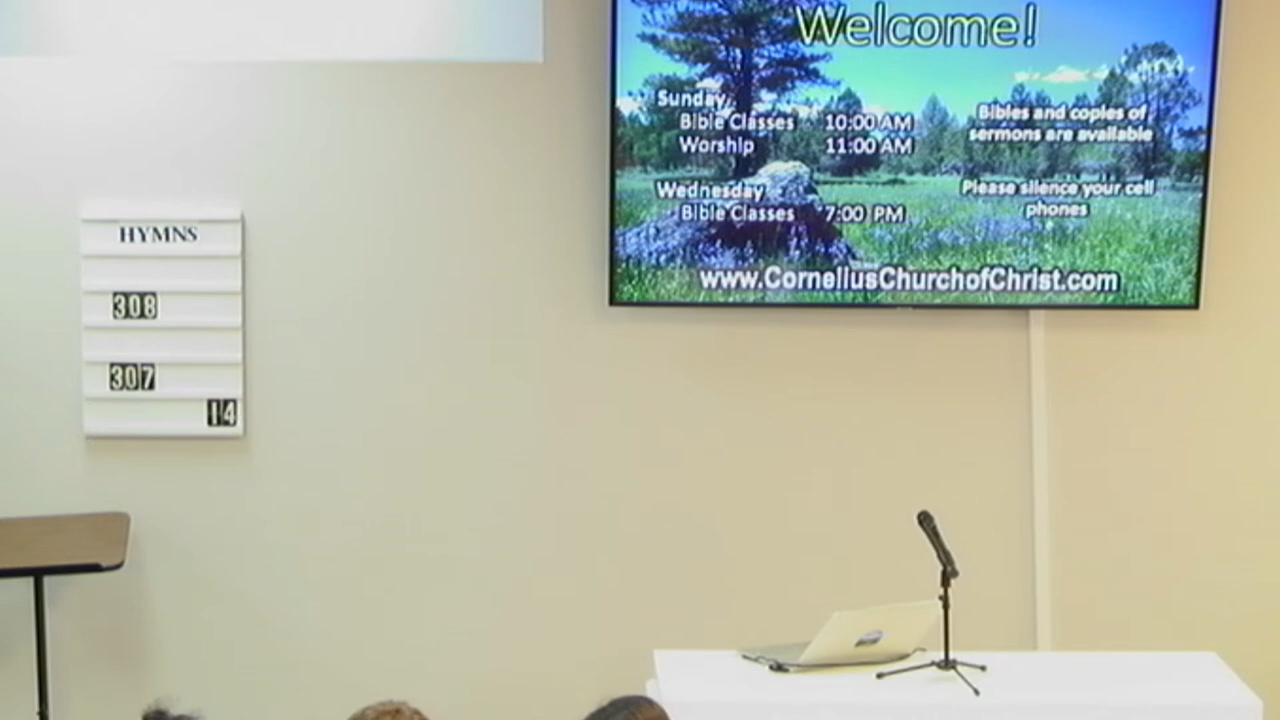 Welcome!
Sunday
Bible Classes 10:00 AM
Worship 11:00 AM
Wednesday
Bible Classes 7:00 PM
Bibles and copies of
sermons are available
Please silence your cell
phones
www.CorneliusChurchofChrist.com
HYMNS
308
307
14